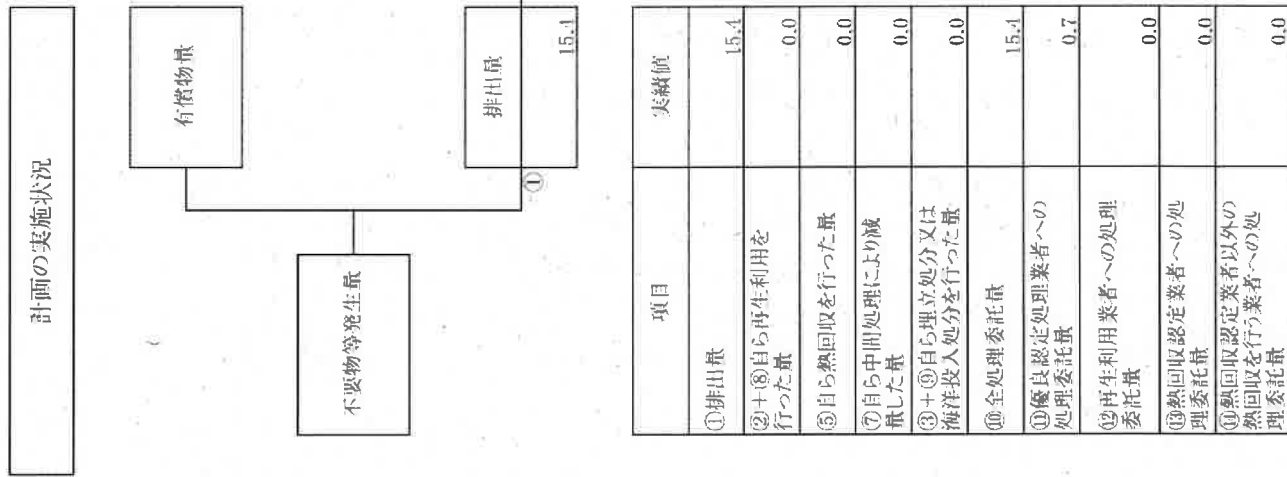 計画の実施状況
有償物量
不要物等発生量
①
排出量
15.4
項目
実績値
①排出量
15.4
②+⑧自ら再生利用を
行った量
0.0
⑤自ら熱回収を行った量
0.0
⑦自ら中間処理により減
量した量
0.0
③+⑨自ら埋立処分又は
海洋投入処分を行った量
0.0
⑩全処理委託量
15.4
⑪優良認定処理業者への
処理委託量
0.7
⑫再生利用業者への処理
委託量
0.0
⑬熱回収認定業者への処
理委託量
0.0
⑭熱回収認定業者以外の
熱回収を行う業者への処
理委託量
0.0